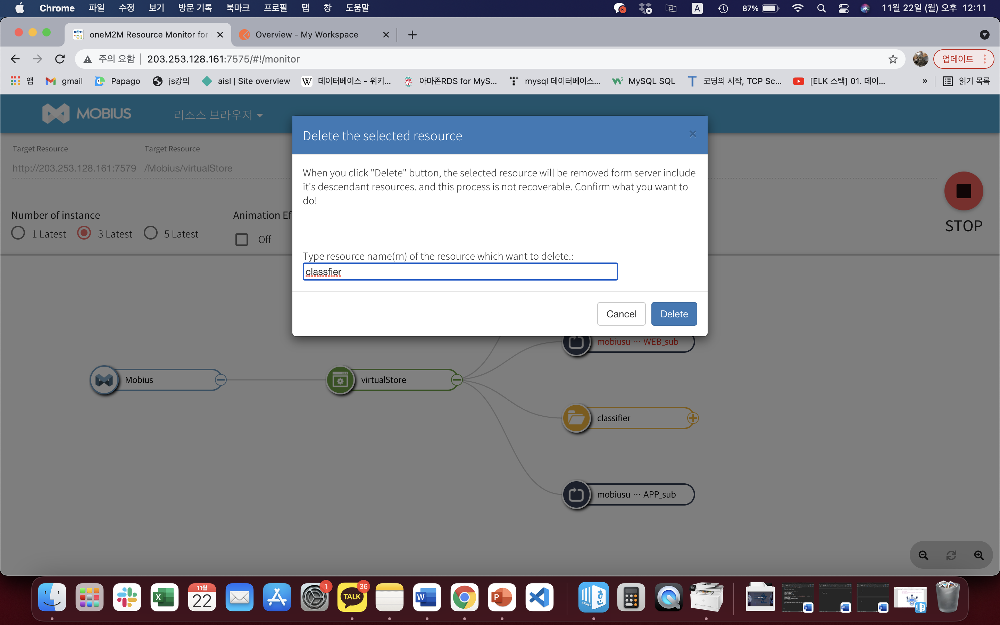 Chrome 파일 수정 보기 방문 기록 북마크 프로필 탭 창 도움말 A 87% 11월 22일 (월) 오후 12:11
oneM2M Resource Monitor for
Overview - My Workspace
주의 요함 203.253.128.161:7575/#!/monitor 업데이트
앱 gmail Papago js강의 aisl | Site overview W 데이터베이스 - 위키... 아마존RDS for MyS... mysql 데이터베이스... MySQL SQL T 코딩의 시작, TCP Sc... [ELK 스택] 01. 데이... » 읽기 목록
MOBIUS 리소스 브라우저
Delete the selected resource ×
Target Resource Target Resource
http://203.253.128.161:7579 /Mobius/virtualStore
When you click "Delete" button, the selected resource will be removed form server include
it's descendant resources. and this process is not recoverable. Confirm what you want to
do!
Number of instance Animation Ef
1 Latest 3 Latest 5 Latest Off
STOP
Type resource name(rn) of the resource which want to delete.:
classfier
Cancel Delete
mobiusu ··· WEB_sub
Mobius virtualStore
classifier
mobiusu ··· APP_sub
11월
22
1
TALK
36
W
P
X
VIEWER